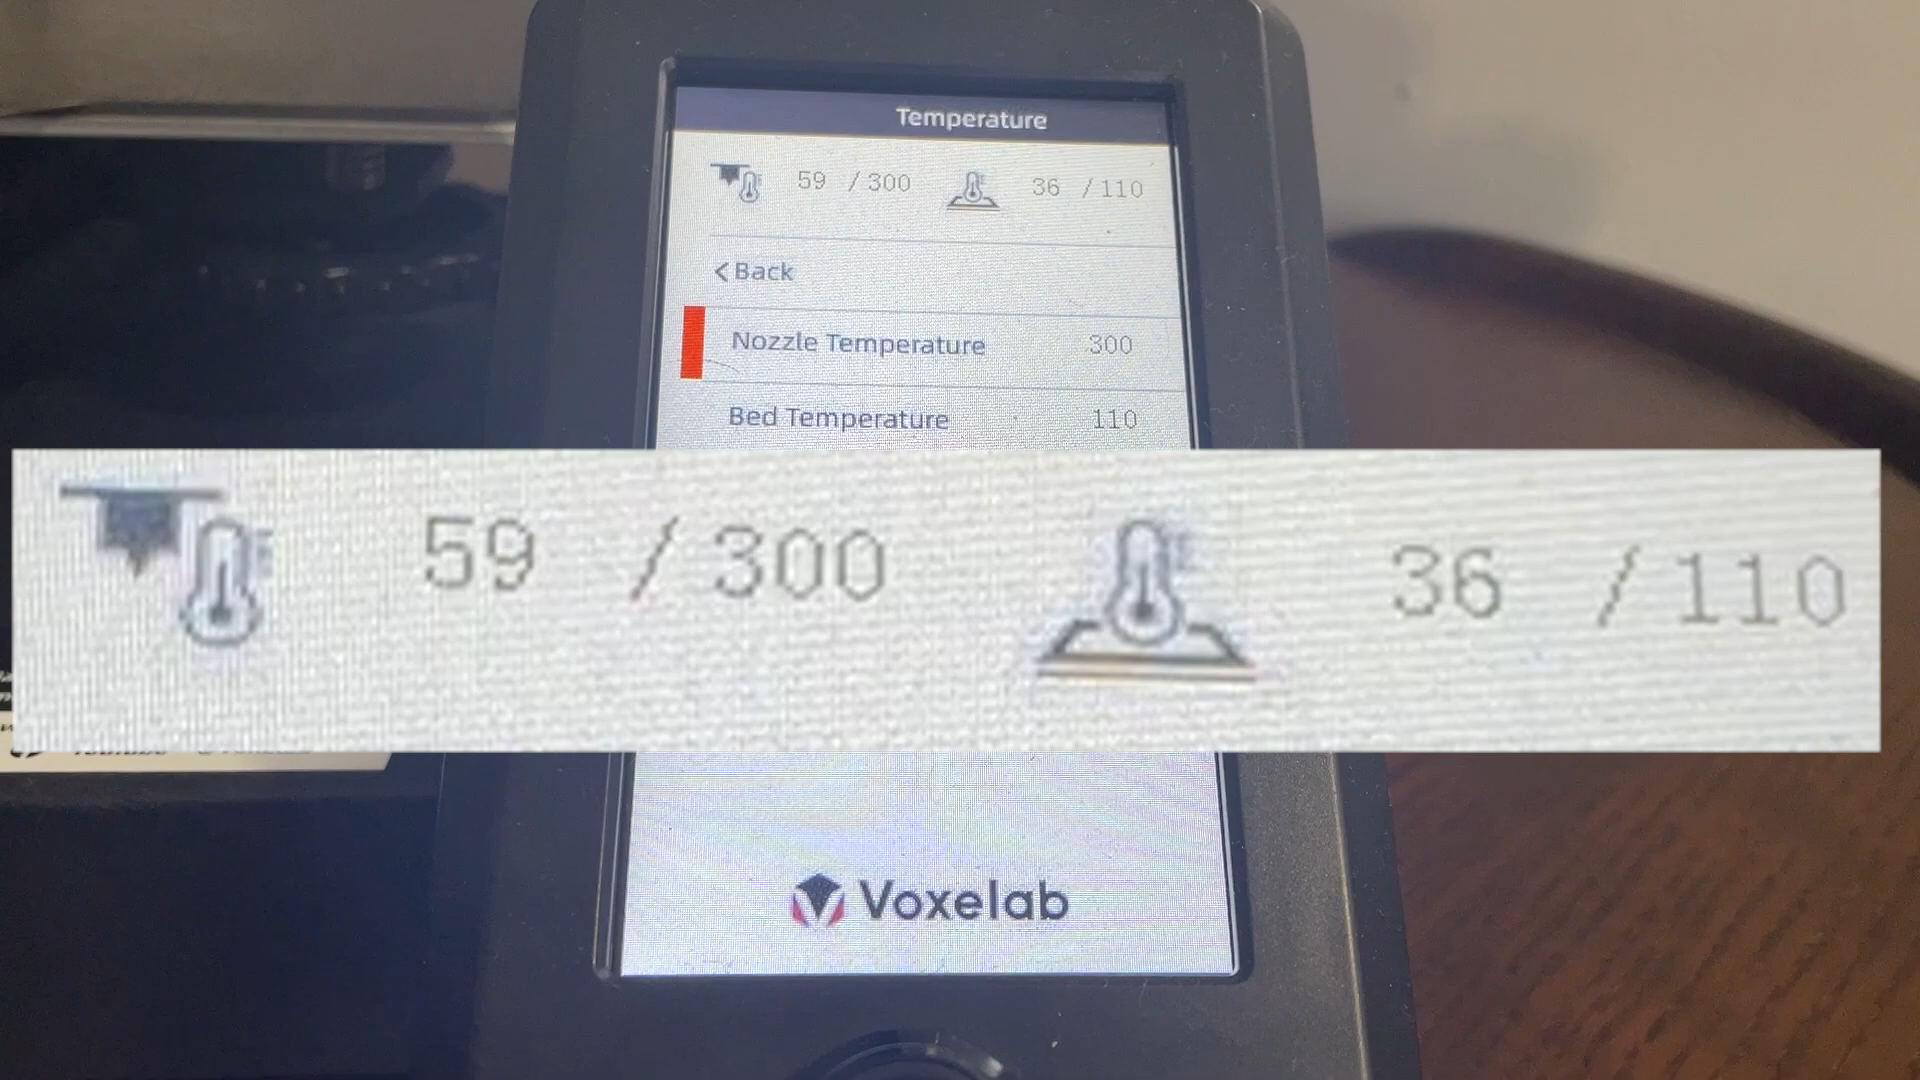 Temperature
59 / 300 36 / 110
< Back
Nozzle Temperature 300
Bed Temperature 110
59 / 300 36 / 110
Voxelab